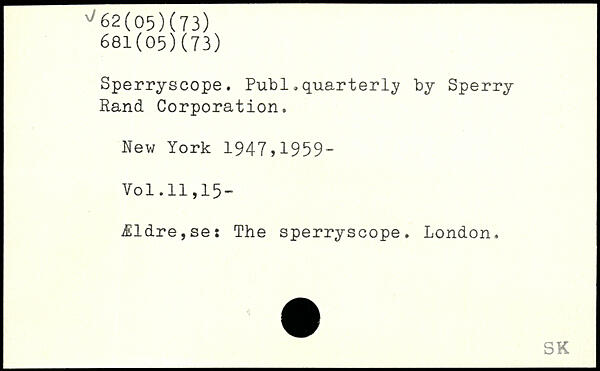 ✓ 62(05)(73)
681(05)(73)
Sperryscope. Publ.quarterly by Sperry
Rand Corporation.
New York 1947,1959-
Vol.11,15-
Ældre,se: The sperryscope. London.
SK